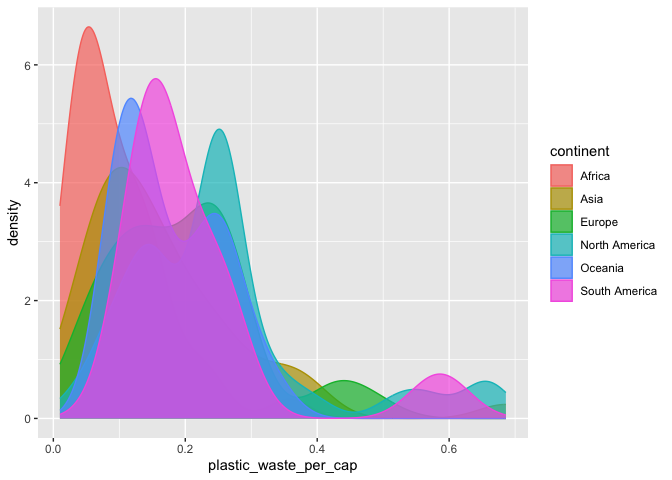 6
4
2
0
density
0.0
0.2
0.4
0.6
plastic_waste_per_cap
continent
Africa
Asia
Europe
North America
Oceania
South America